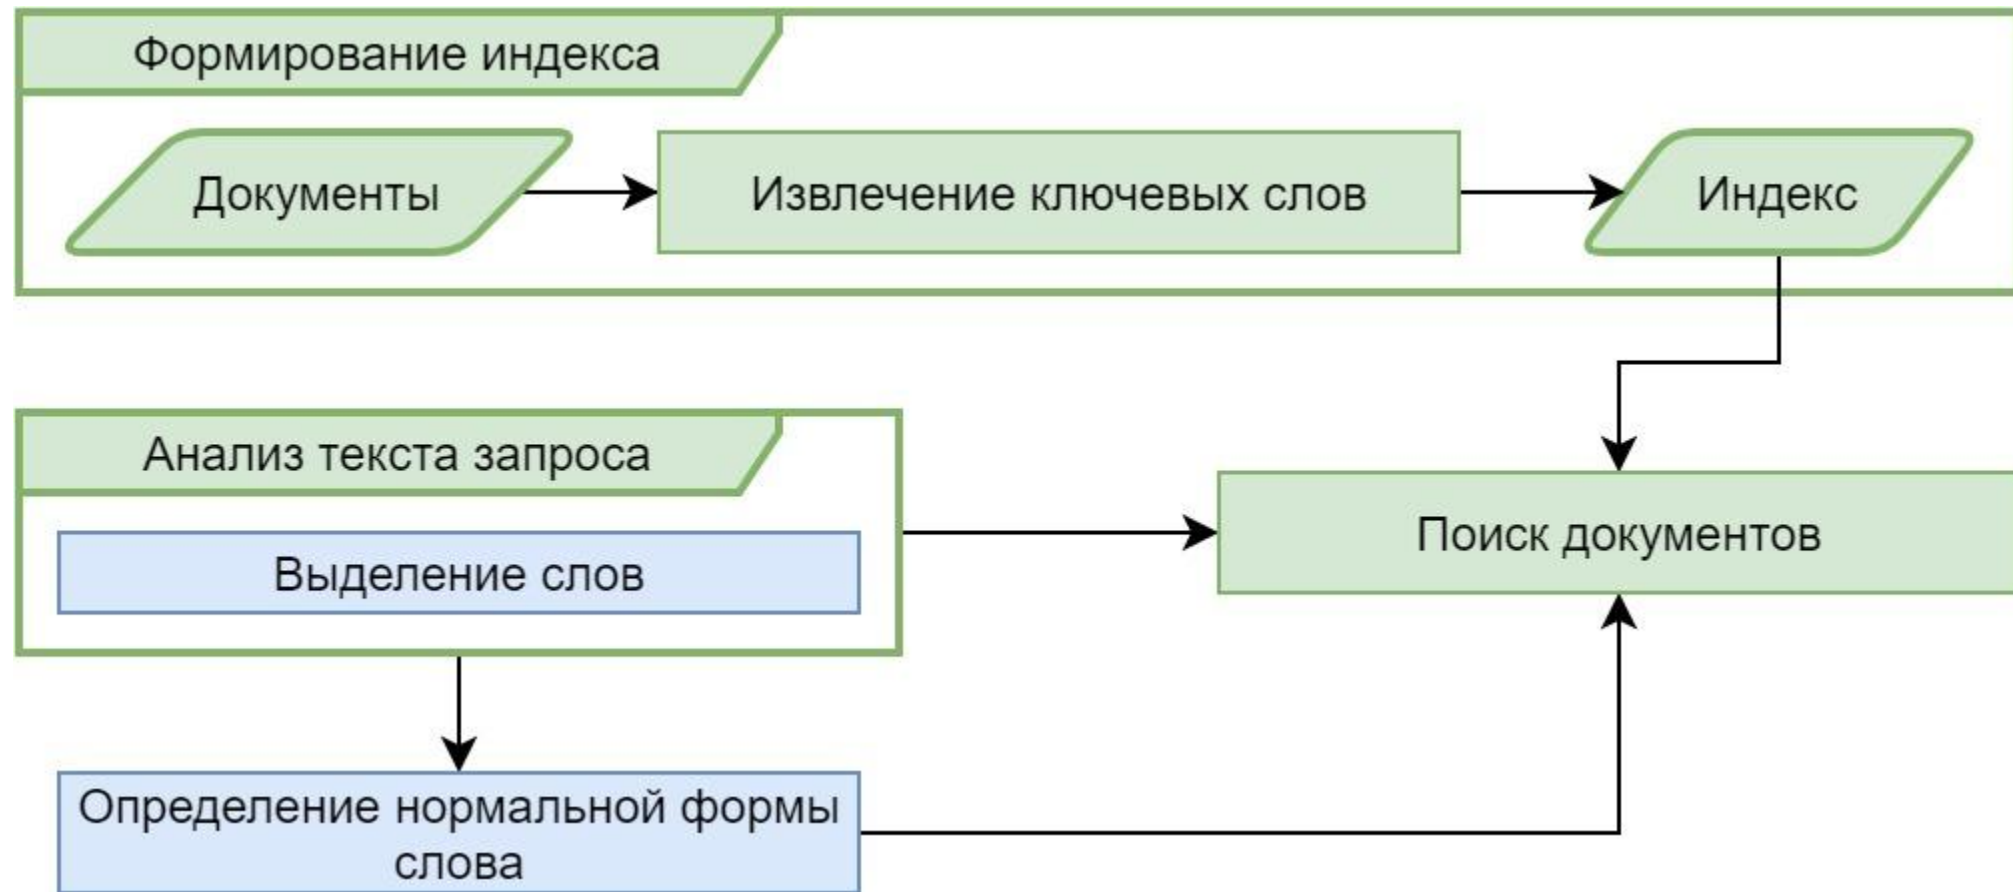 Формирование индекса
Документы
Извлечение ключевых слов
Индекс
Анализ текста запроса
Выделение слов
Поиск документов
Определение нормальной формы
слова